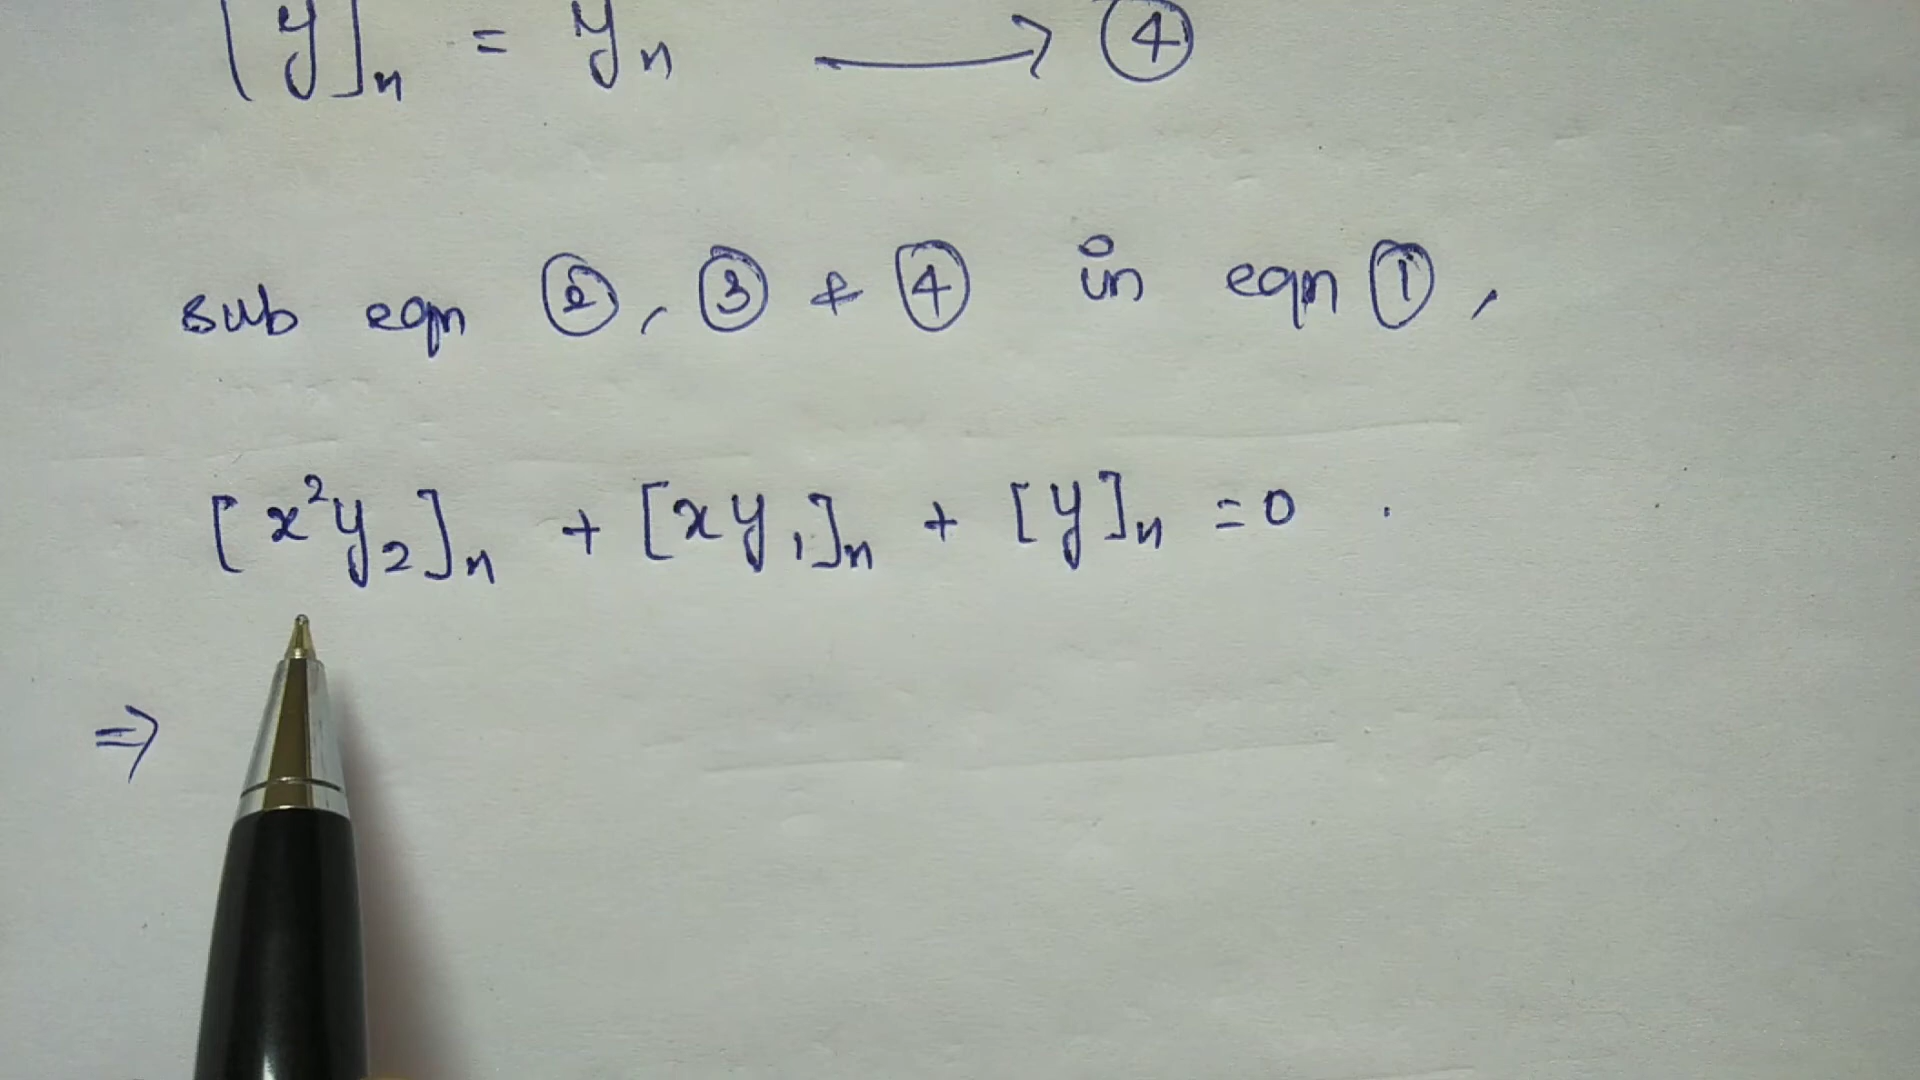 [y]ₙ = yₙ ⟶ ④
sub eqn ②, ③ & ④ in eqn ①,
[x²y₂]ₙ + [xy₁]ₙ + [y]ₙ = 0 .
⇒